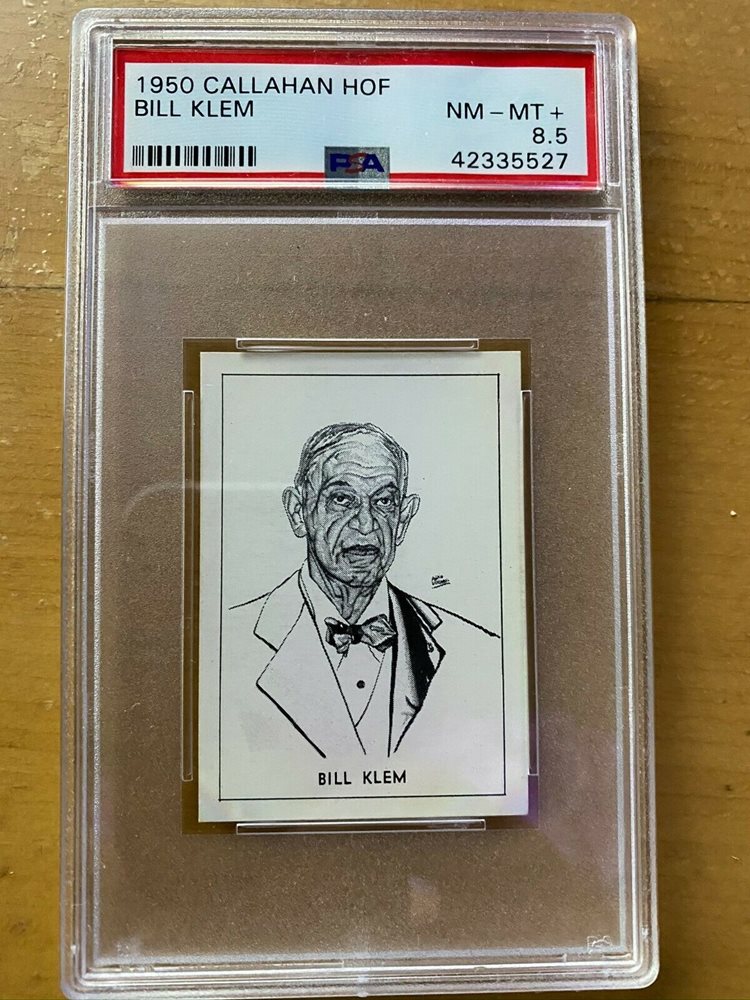 1950 CALLAHAN HOF
BILL KLEM
NM-MT+
8.5
PSA
42335527
BILL KLEM